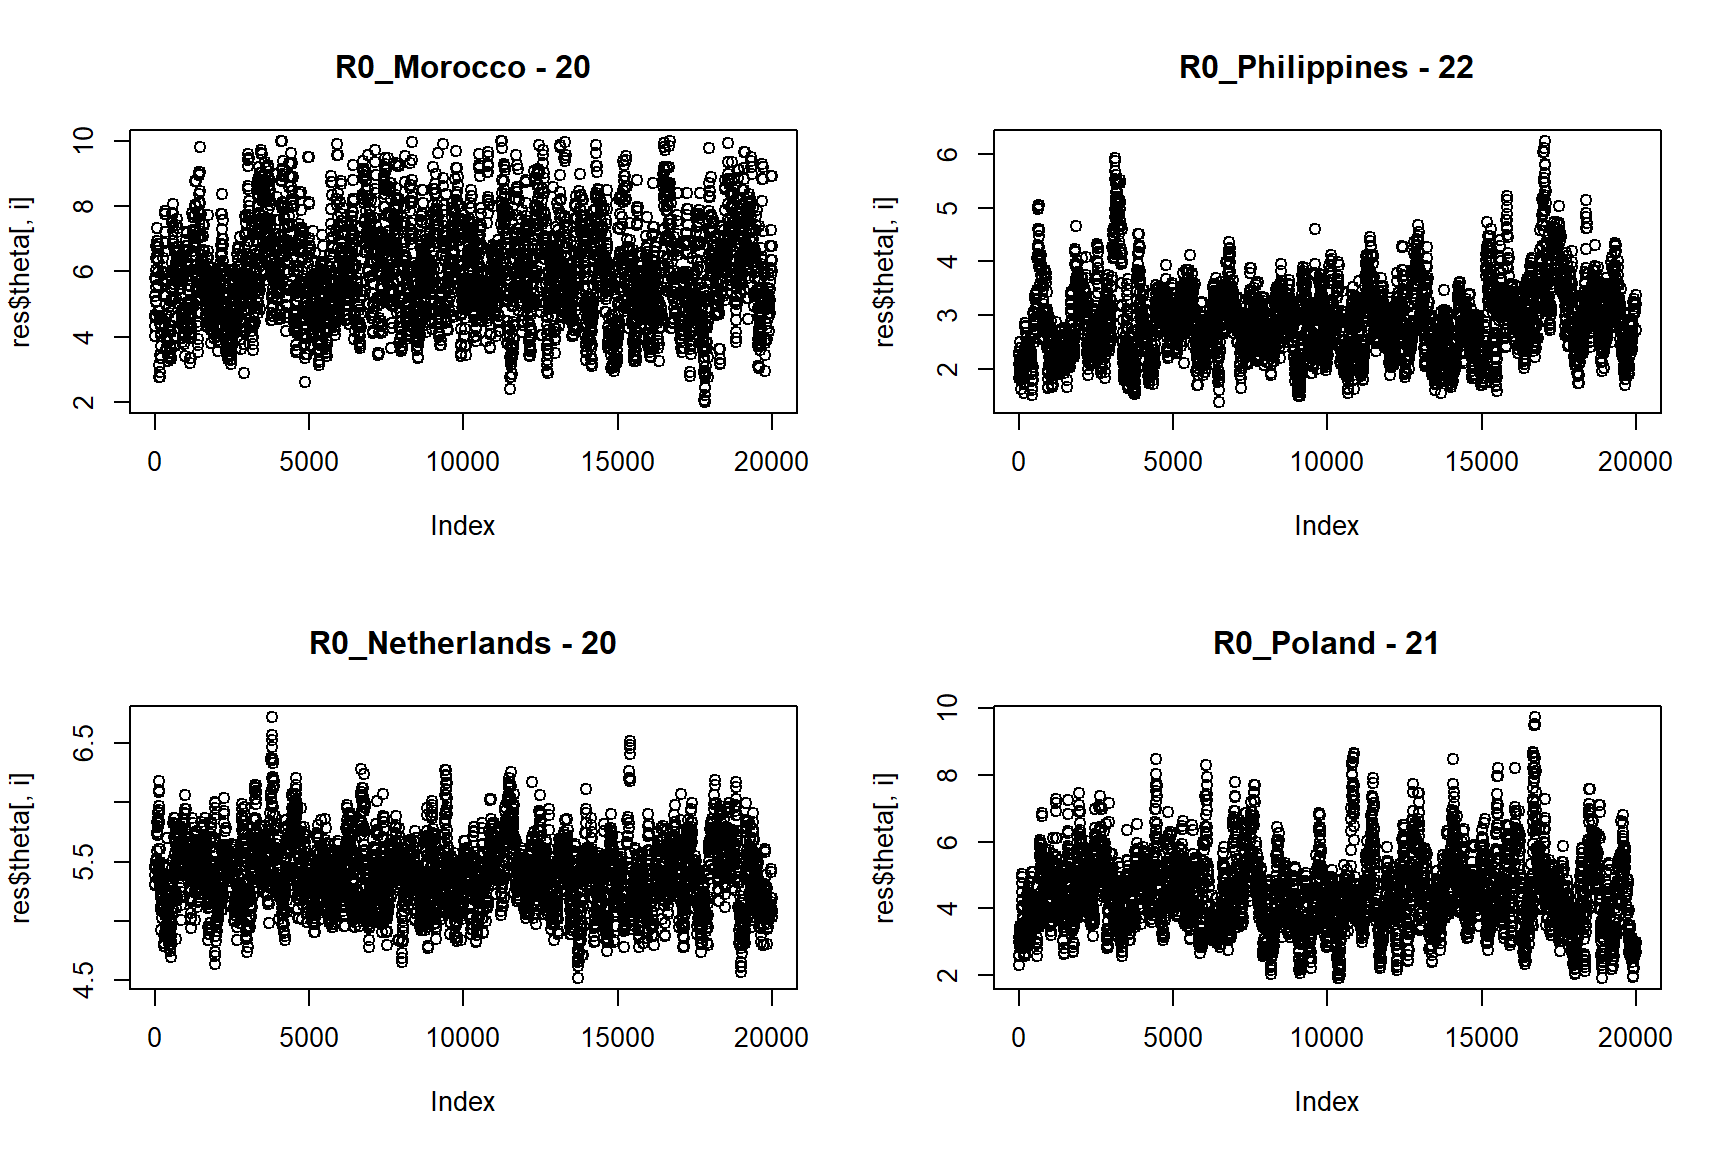 R0_Morocco - 20
res$theta[, i]
10
8
6
4
2
0 5000 10000 15000 20000
Index
R0_Philippines - 22
res$theta[, i]
6
5
4
3
2
0 5000 10000 15000 20000
Index
R0_Netherlands - 20
res$theta[, i]
6.5
5.5
4.5
0 5000 10000 15000 20000
Index
R0_Poland - 21
res$theta[, i]
10
8
6
4
2
0 5000 10000 15000 20000
Index